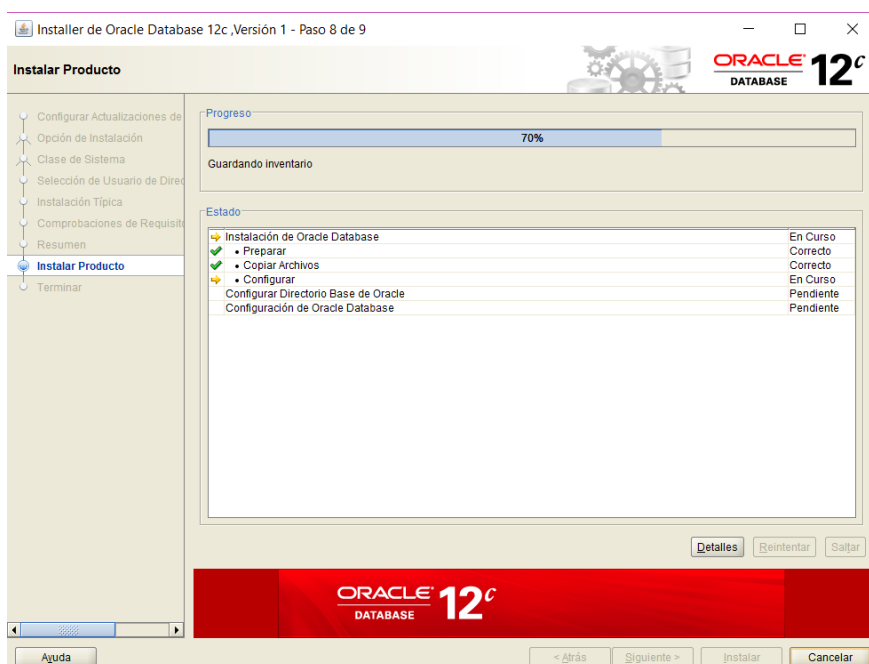 Installer de Oracle Database 12c ,Versión 1 - Paso 8 de 9
Instalar Producto
ORACLE
DATABASE
12c
Configurar Actualizaciones de
Opción de Instalación
Clase de Sistema
Selección de Usuario de Direc
Instalación Típica
Comprobaciones de Requisito
Resumen
Instalar Producto
Terminar
Progreso
70%
Guardando inventario
Estado
Instalación de Oracle Database En Curso
• Preparar Correcto
• Copiar Archivos Correcto
• Configurar En Curso
Configurar Directorio Base de Oracle Pendiente
Configuración de Oracle Database Pendiente
Detalles Reintentar Saltar
ORACLE
DATABASE
12c
Ayuda < Atrás Siguiente > Instalar Cancelar